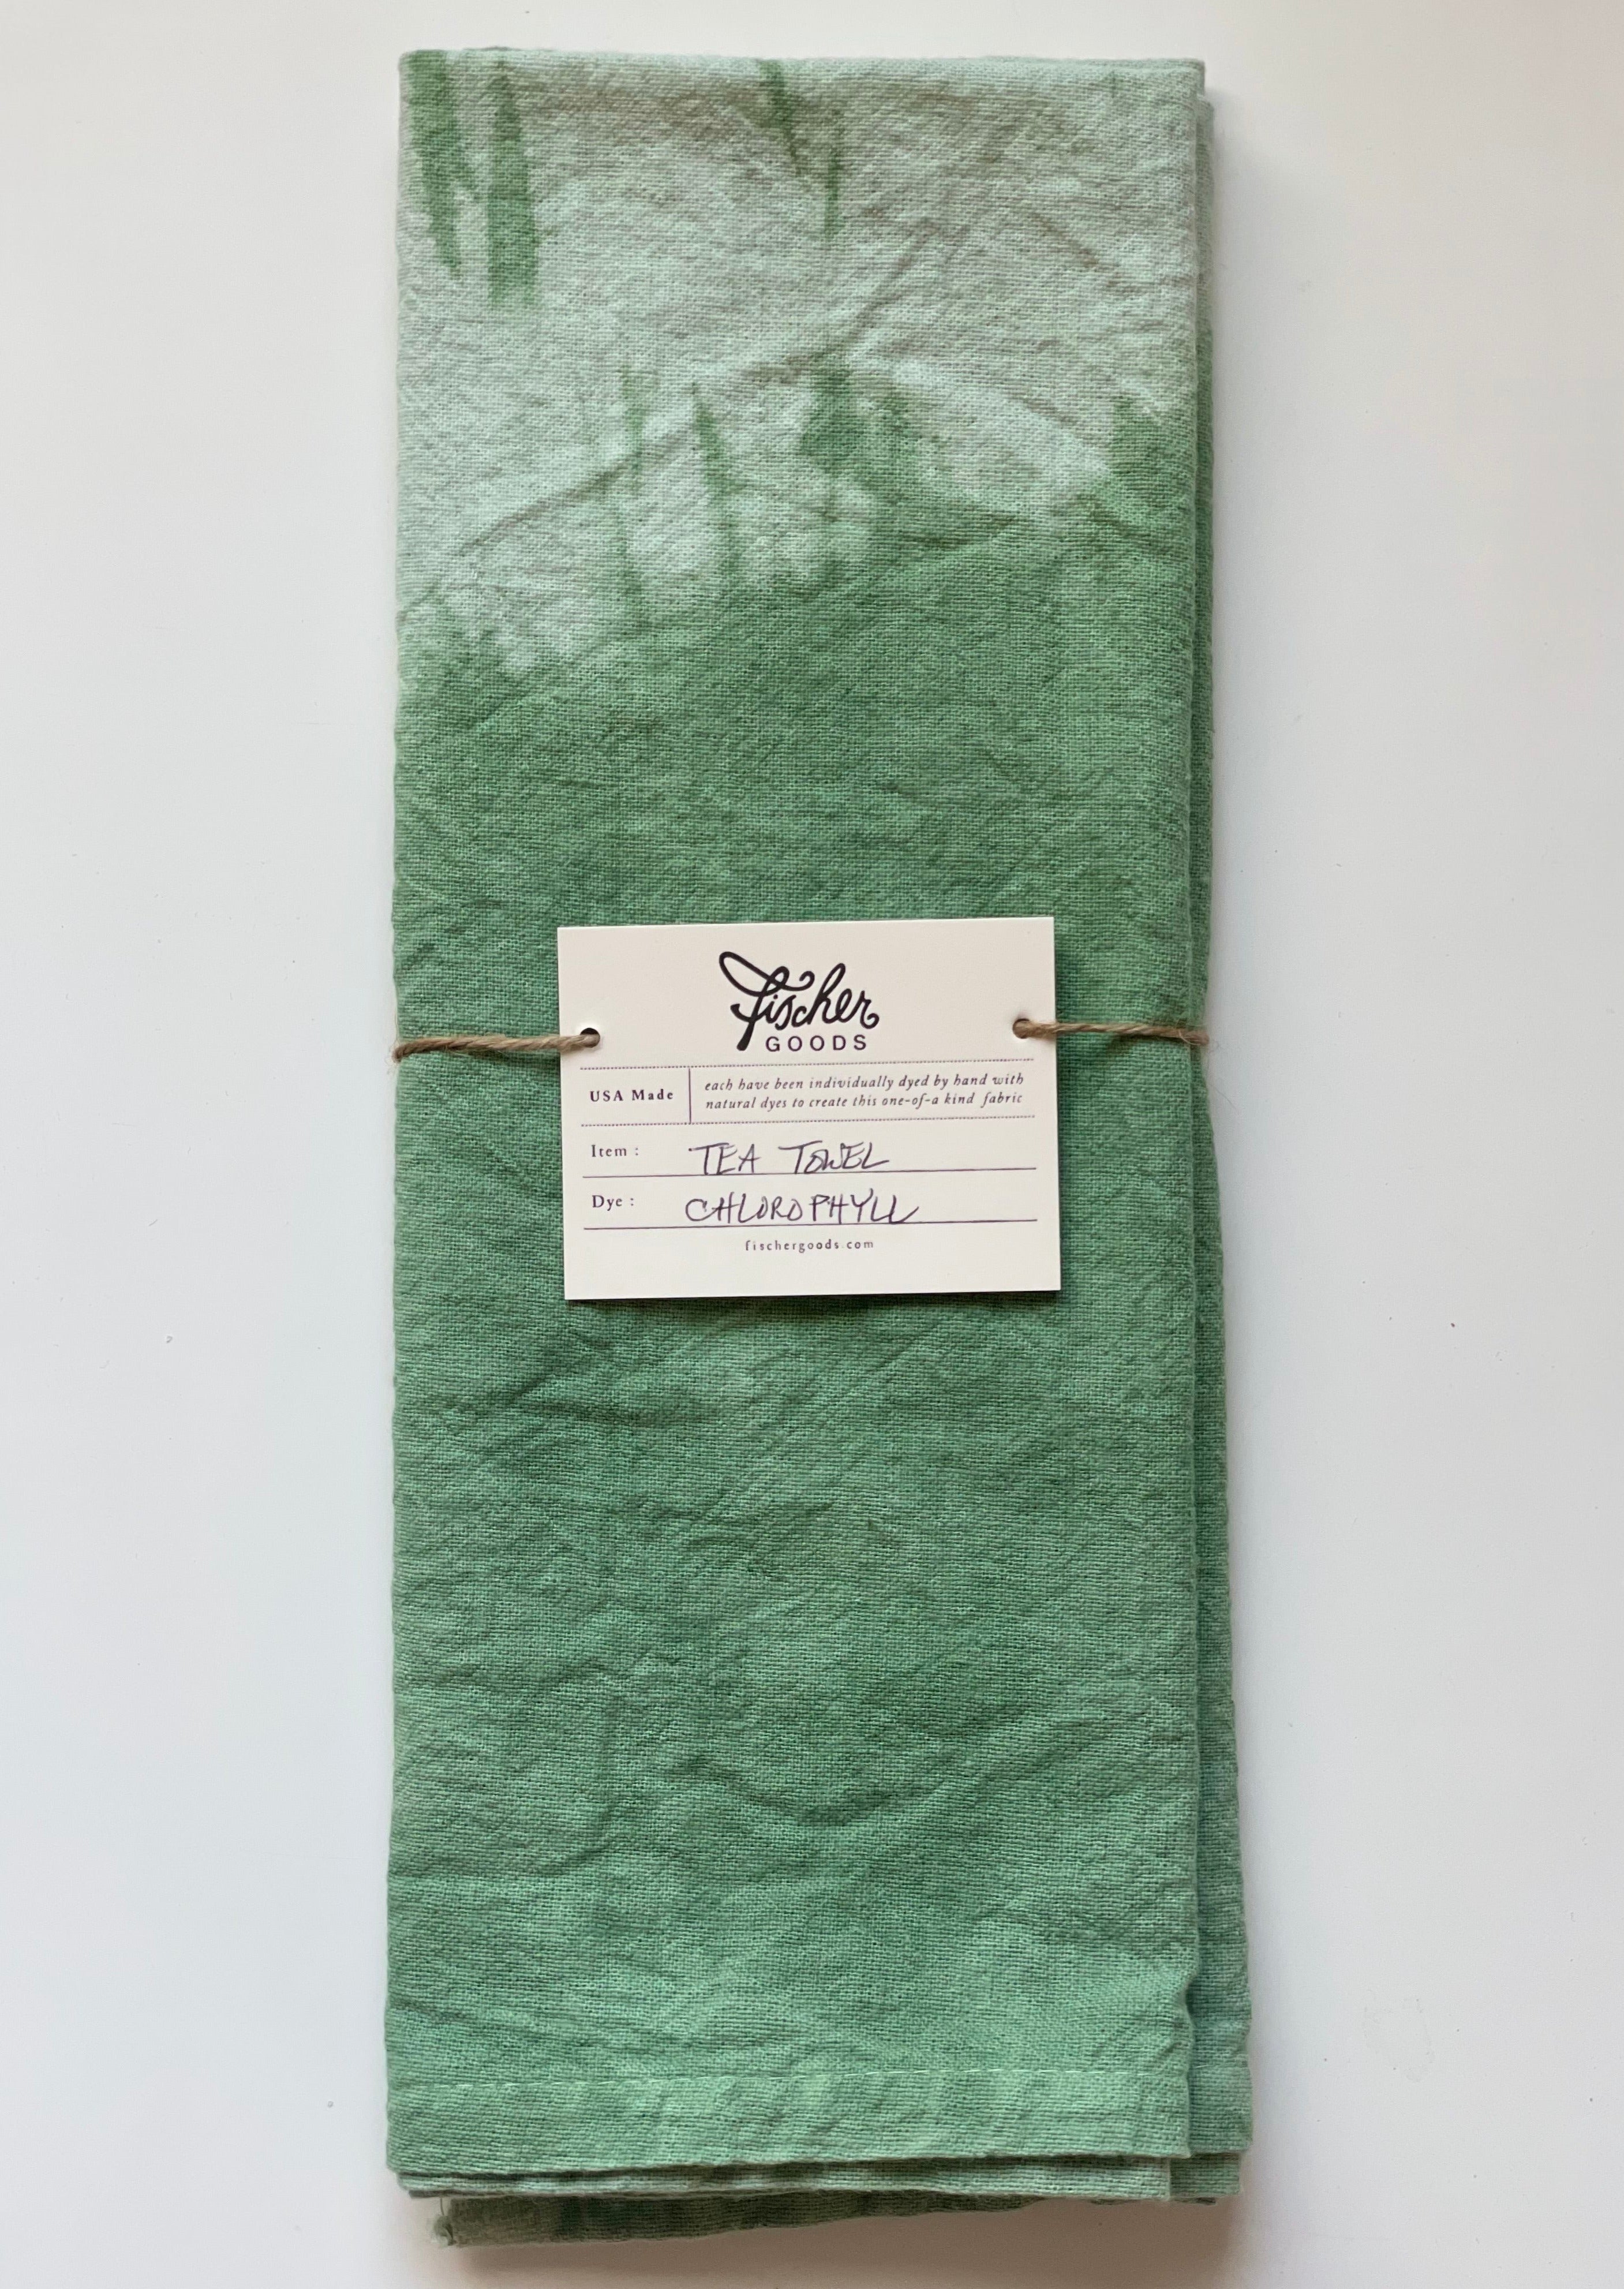 Fischer
GOODS
USA Made
each have been individually dyed by hand with
natural dyes to create this one-of-a kind fabric
Item : TEA TOWEL
Dye : CHLOROPHYLL
fischergoods.com